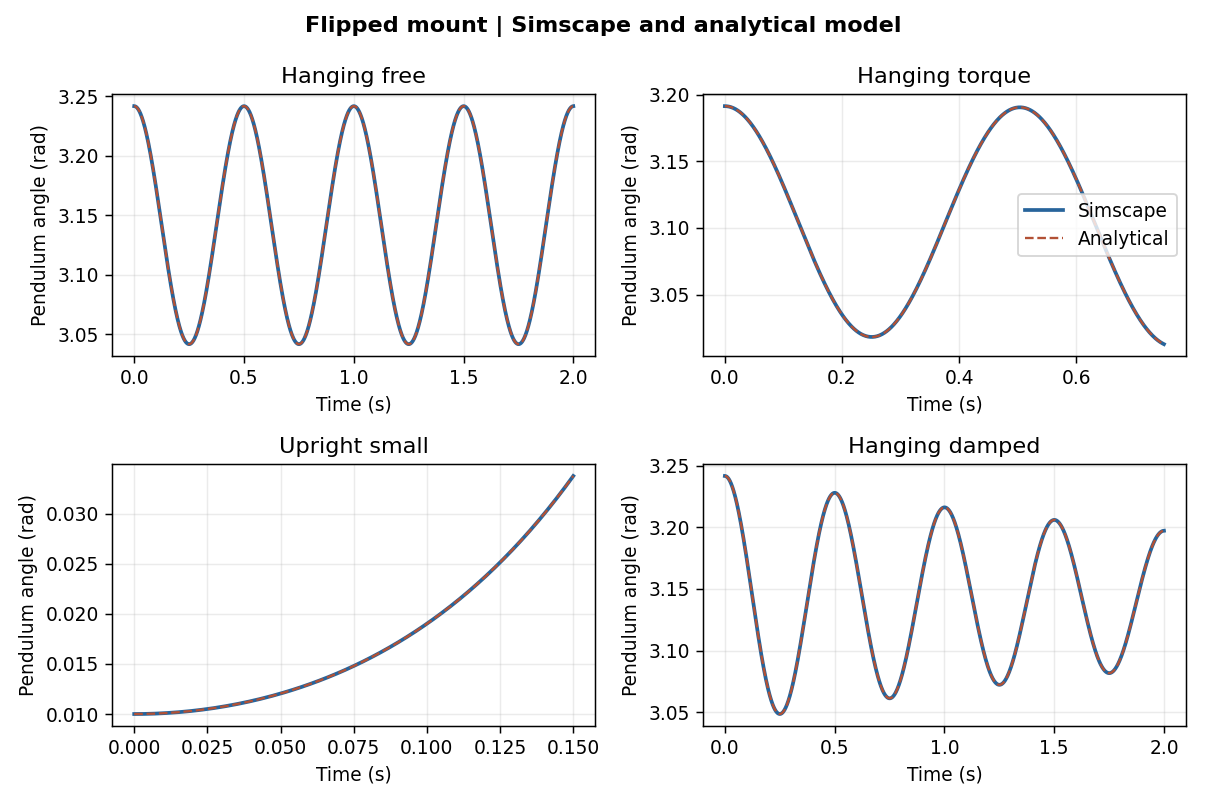 Flipped mount | Simscape and analytical model
Hanging free
Pendulum angle (rad)
3.25
3.20
3.15
3.10
3.05
0.0 0.5 1.0 1.5 2.0
Time (s)
Hanging torque
Pendulum angle (rad)
3.20
3.15
3.10
3.05
Simscape
Analytical
0.0 0.2 0.4 0.6
Time (s)
Upright small
Pendulum angle (rad)
0.030
0.025
0.020
0.015
0.010
0.000 0.025 0.050 0.075 0.100 0.125 0.150
Time (s)
Hanging damped
Pendulum angle (rad)
3.25
3.20
3.15
3.10
3.05
0.0 0.5 1.0 1.5 2.0
Time (s)